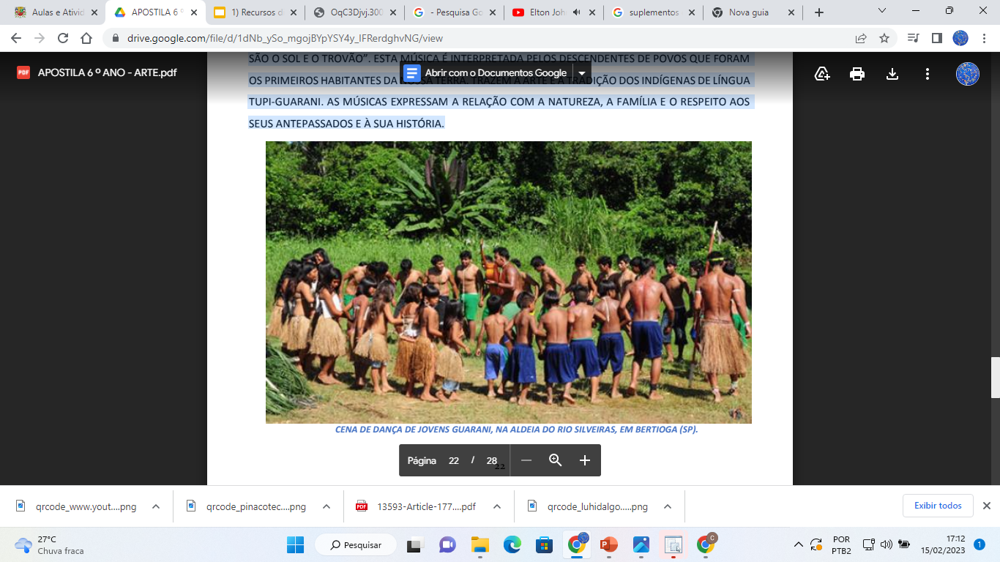 Aulas e Ativid
APOSTILA 6 º
1) Recursos d
OqC3Djvj.300
- Pesquisa Go
Elton Joh
suplementos
Nova guia
drive.google.com/file/d/1dNb_ySo_mgojBYpYSY4y_lFRerdghvNG/view
SÃO O SOL E O TROVÃO". ESTA MÚSICA É INTERPRETADA PELOS DESCENDENTES DE POVOS QUE FORAM
PDF APOSTILA 6 º ANO - ARTE.pdf
Abrir com o Documentos Google
OS PRIMEIROS HABITANTES DA NOSSA TERRA. TRAZEM A ARTE E A TRADIÇÃO DOS INDÍGENAS DE LÍNGUA
TUPI-GUARANI. AS MÚSICAS EXPRESSAM A RELAÇÃO COM A NATUREZA, A FAMÍLIA E O RESPEITO AOS
SEUS ANTEPASSADOS E À SUA HISTÓRIA.
CENA DE DANÇA DE JOVENS GUARANI, NA ALDEIA DO RIO SILVEIRAS, EM BERTIOGA (SP).
Página 22 / 28
22
qrcode_www.yout....png
qrcode_pinacotec....png
PDF 13593-Article-177....pdf
qrcode_luhidalgo.....png
Exibir todos
27°C
Chuva fraca
Pesquisar
C
POR
PTB2
17:12
15/02/2023
1